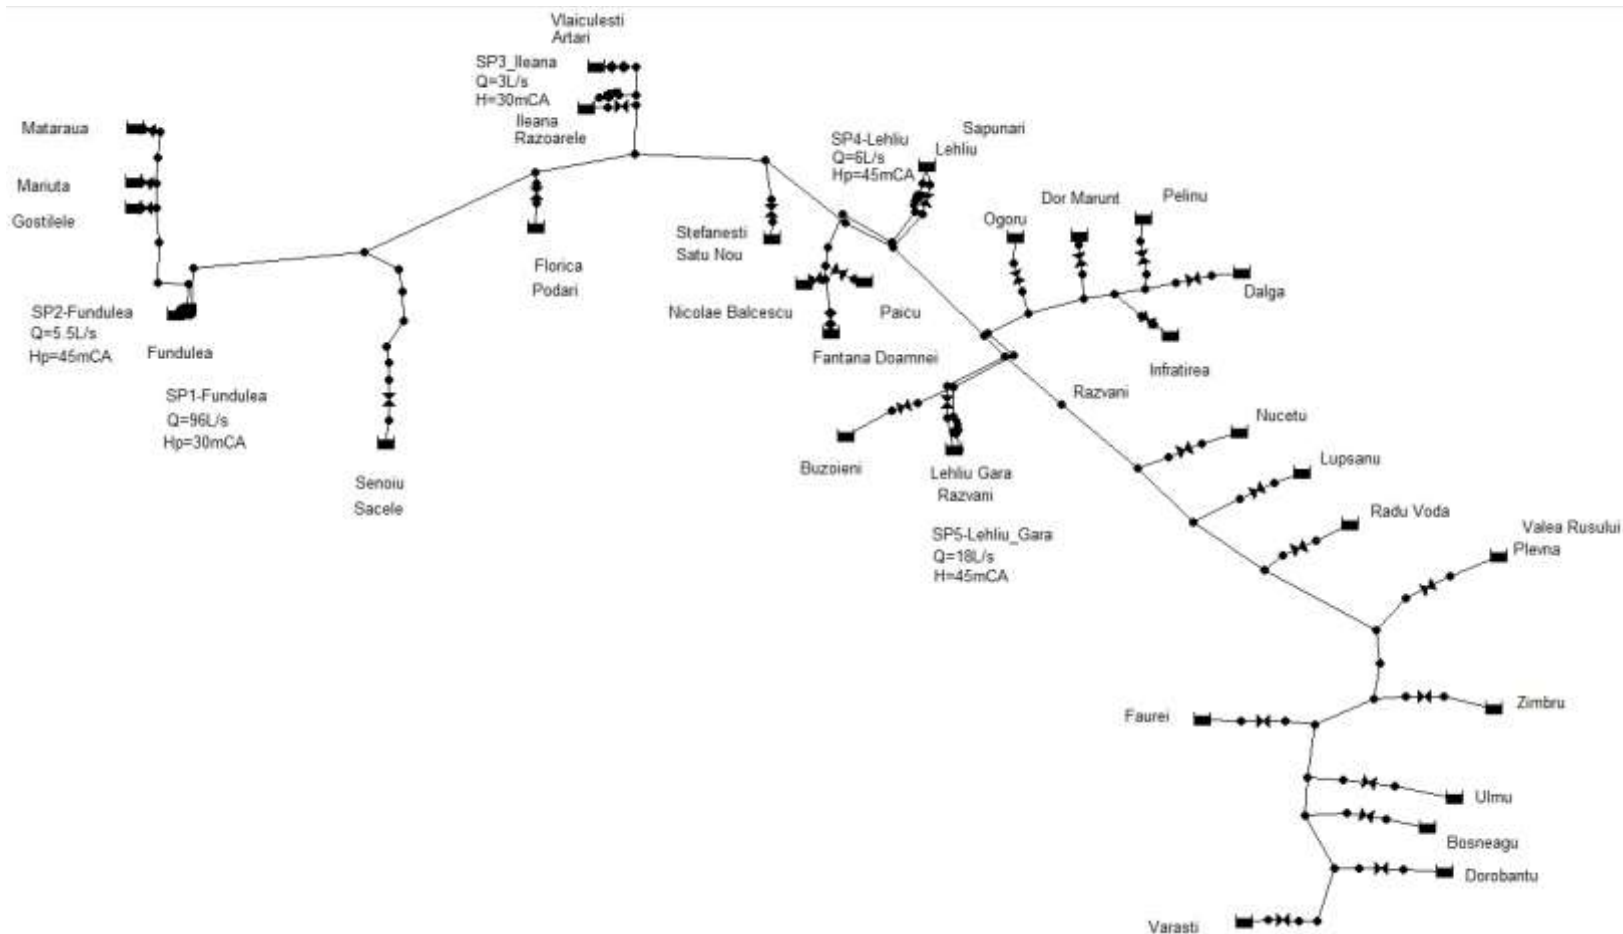 Vlaiculesti
Artari
SP3_Ileana
Q=3L/s
H=30mCA
Ileana
Razoarele
Mataraua
Mariuta
Gostilele
SP2-Fundulea
Q=5.5L/s
Hp=45mCA
Fundulea
SP1-Fundulea
Q=96L/s
Hp=30mCA
Senoiu
Sacele
Florica
Podari
Stefanesti
Satu Nou
SP4-Lehliu
Q=6L/s
Hp=45mCA
Sapunari
Lehliu
Nicolae Balcescu
Paicu
Fantana Doamnei
Ogoru
Dor Marunt
Pelinu
Dalga
Infratirea
Razvani
Buzoieni
Lehliu Gara
Razvani
SP5-Lehliu_Gara
Q=18L/s
H=45mCA
Nucetu
Lupsanu
Radu Voda
Valea Rusului
Plevna
Zimbru
Faurei
Ulmu
Bosneagu
Dorobantu
Varasti